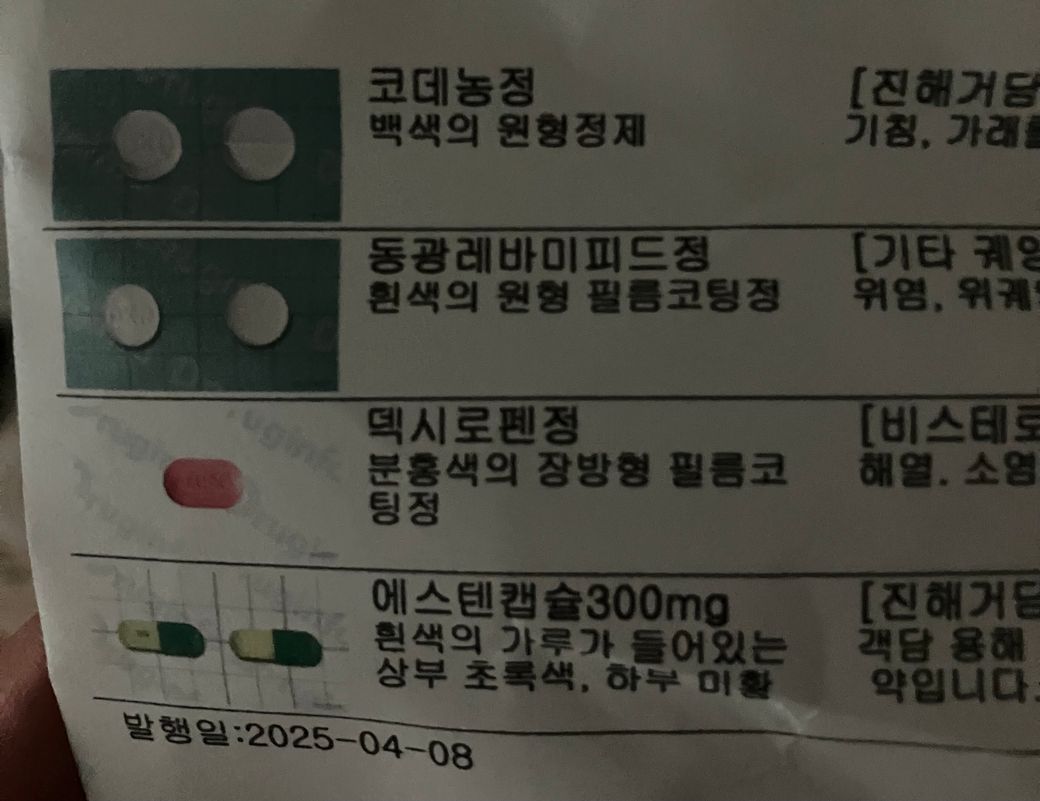 코데농정
백색의 원형정제
[진해거담
기침, 가래를
동광레바미피드정
흰색의 원형 필름코팅정
[기타 궤양
위염, 위궤
덱시로펜정
분홍색의 장방형 필름코
팅정
[비스테로
해열. 소염
에스텐캡슐300mg
흰색의 가루가 들어있는
상부 초록색, 하부 미황
[진해거담
객담 용해
약입니다.
발행일:2025-04-08